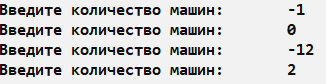 Введите количество машин: -1
Введите количество машин: 0
Введите количество машин: -12
Введите количество машин: 2